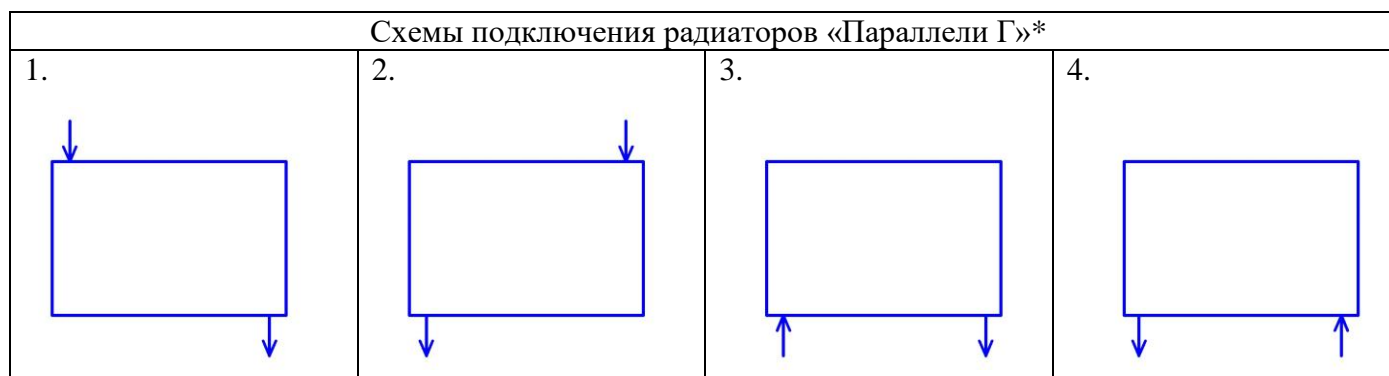 Схемы подключения радиаторов «Параллели Г»*
1. 2. 3. 4.